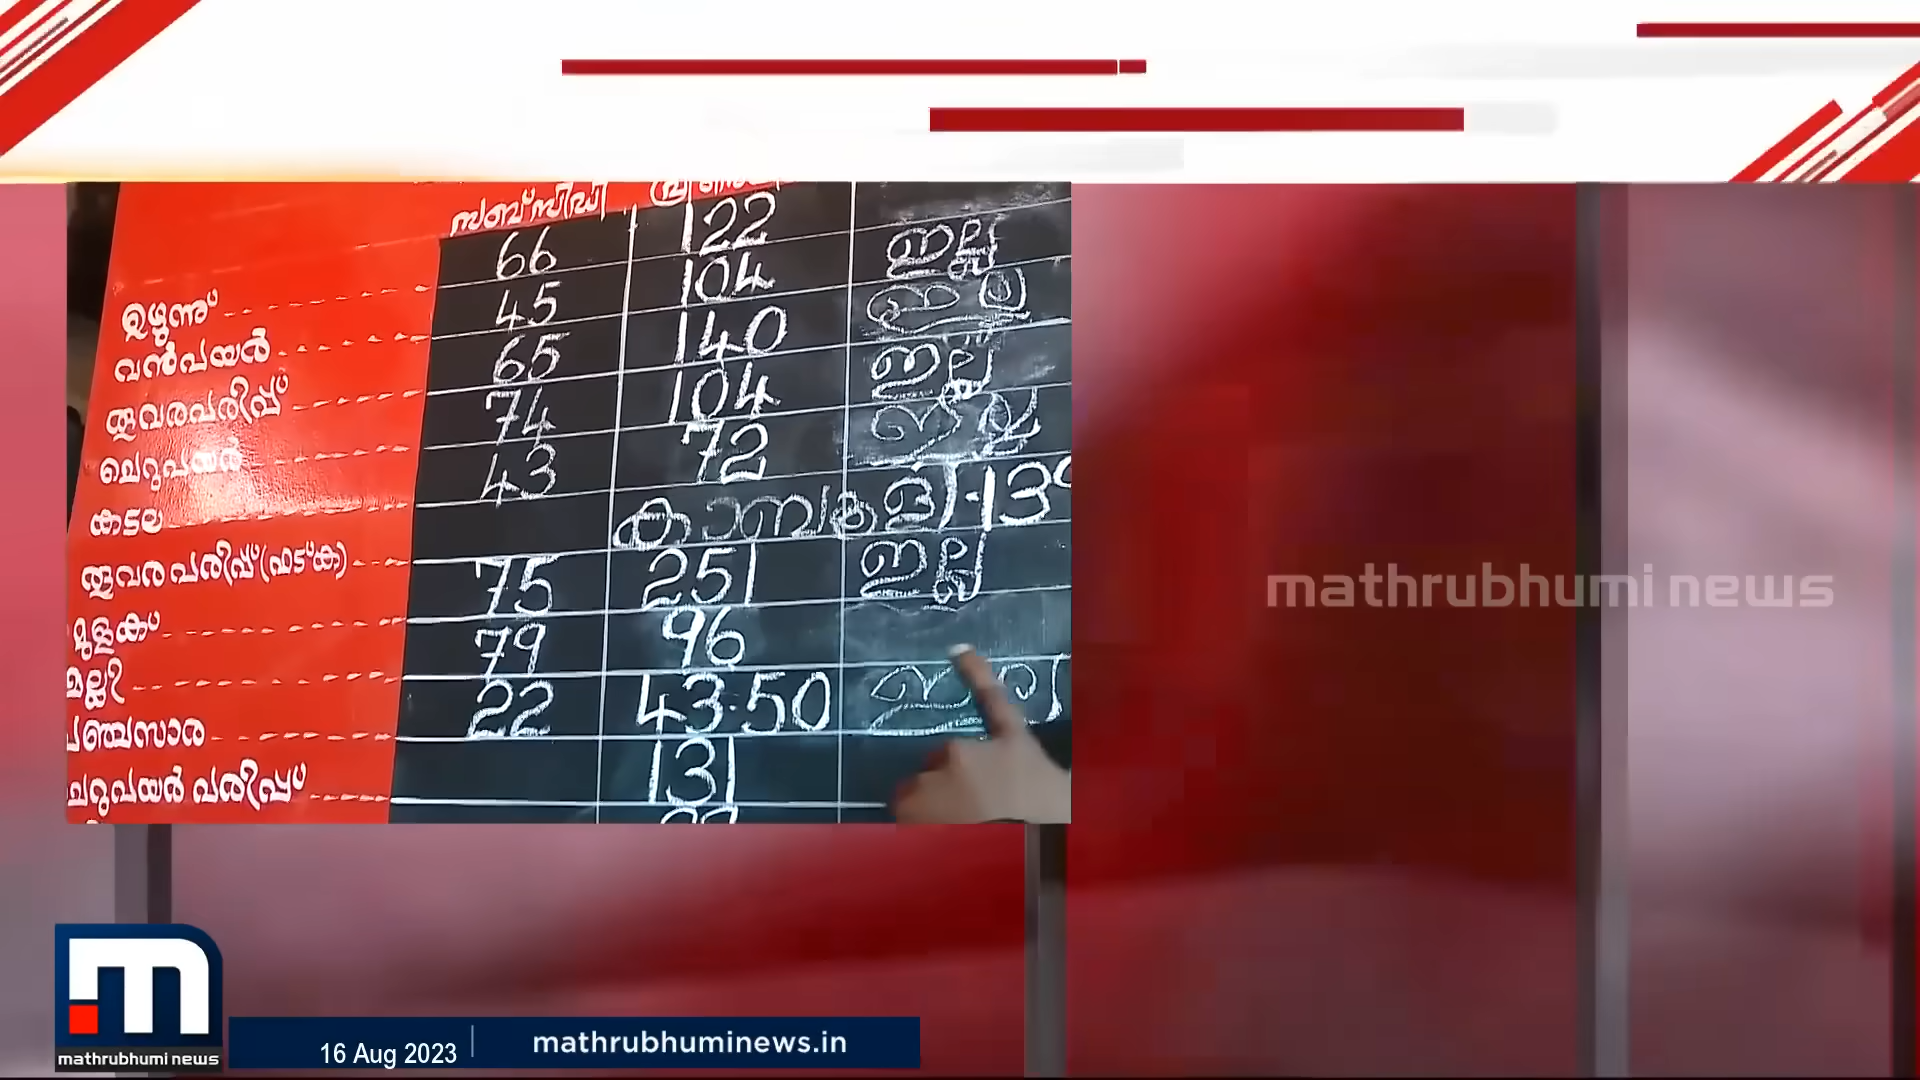 സബ്സിഡി
66 122 ഇല്ല
ഉഴുന്ന് 45 104 ഇല്ല
വൻപയർ 65 140 ഇല്ല
തുവരപരിപ്പ് 74 104 ഇല്ല
ചെറുപയർ 43 72
കടല കാബുളി·13
തുവര പരിപ്പ്(ഫട്ക) 75 251 ഇല്ല
മുളക് 79 96
മല്ലി 22 43·50
പഞ്ചസാര 131
ചെറുപയർ പരിപ്പ്
mathrubhumi news
mathrubhumi news
16 Aug 2023
mathrubhuminews.in